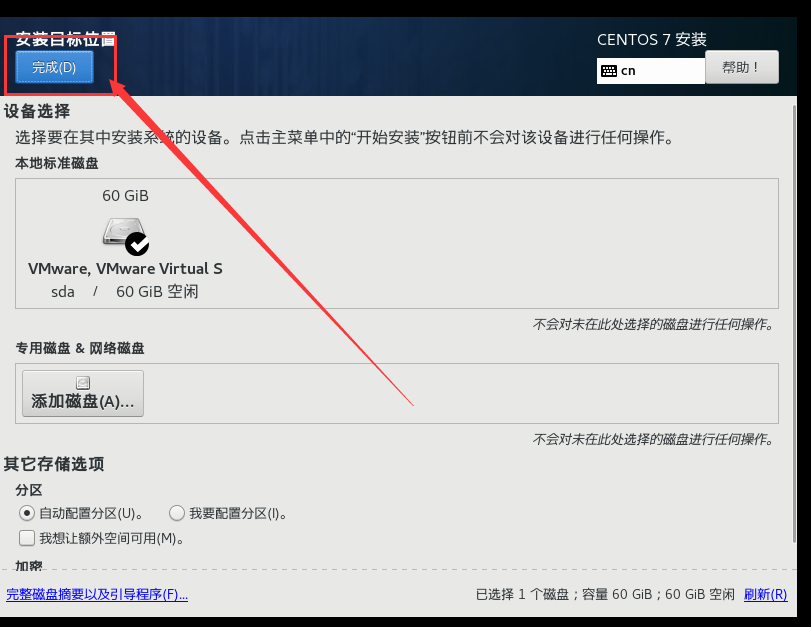 安装目标位置
CENTOS 7 安装
完成(D)
cn
帮助！
设备选择
选择要在其中安装系统的设备。点击主菜单中的“开始安装”按钮前不会对该设备进行任何操作。
本地标准磁盘
60 GiB
VMware, VMware Virtual S
sda / 60 GiB 空闲
不会对未在此处选择的磁盘进行任何操作。
专用磁盘 & 网络磁盘
添加磁盘(A)...
不会对未在此处选择的磁盘进行任何操作。
其它存储选项
分区
自动配置分区(U)。 我要配置分区(I)。
我想让额外空间可用(M)。
加密
完整磁盘摘要以及引导程序(F)... 已选择 1 个磁盘；容量 60 GiB；60 GiB 空闲 刷新(R)